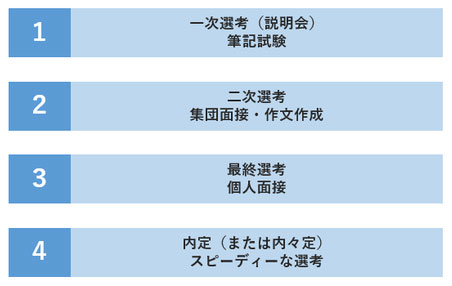 1
一次選考（説明会）
筆記試験
2
二次選考
集団面接・作文作成
3
最終選考
個人面接
4
内定（または内々定）
スピーディーな選考